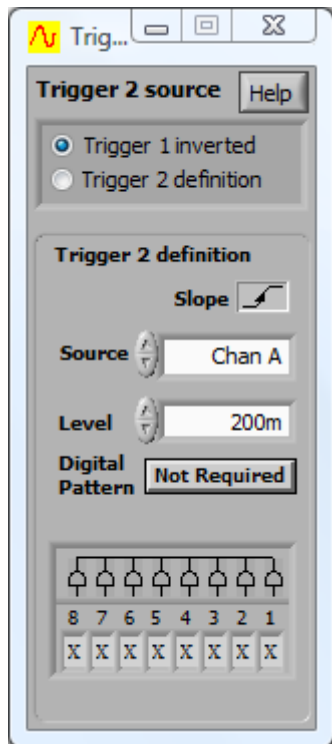 Trig...
Trigger 2 source Help
Trigger 1 inverted
Trigger 2 definition
Trigger 2 definition
Slope
Source Chan A
Level 200m
Digital
Pattern Not Required
8 7 6 5 4 3 2 1
X X X X X X X X